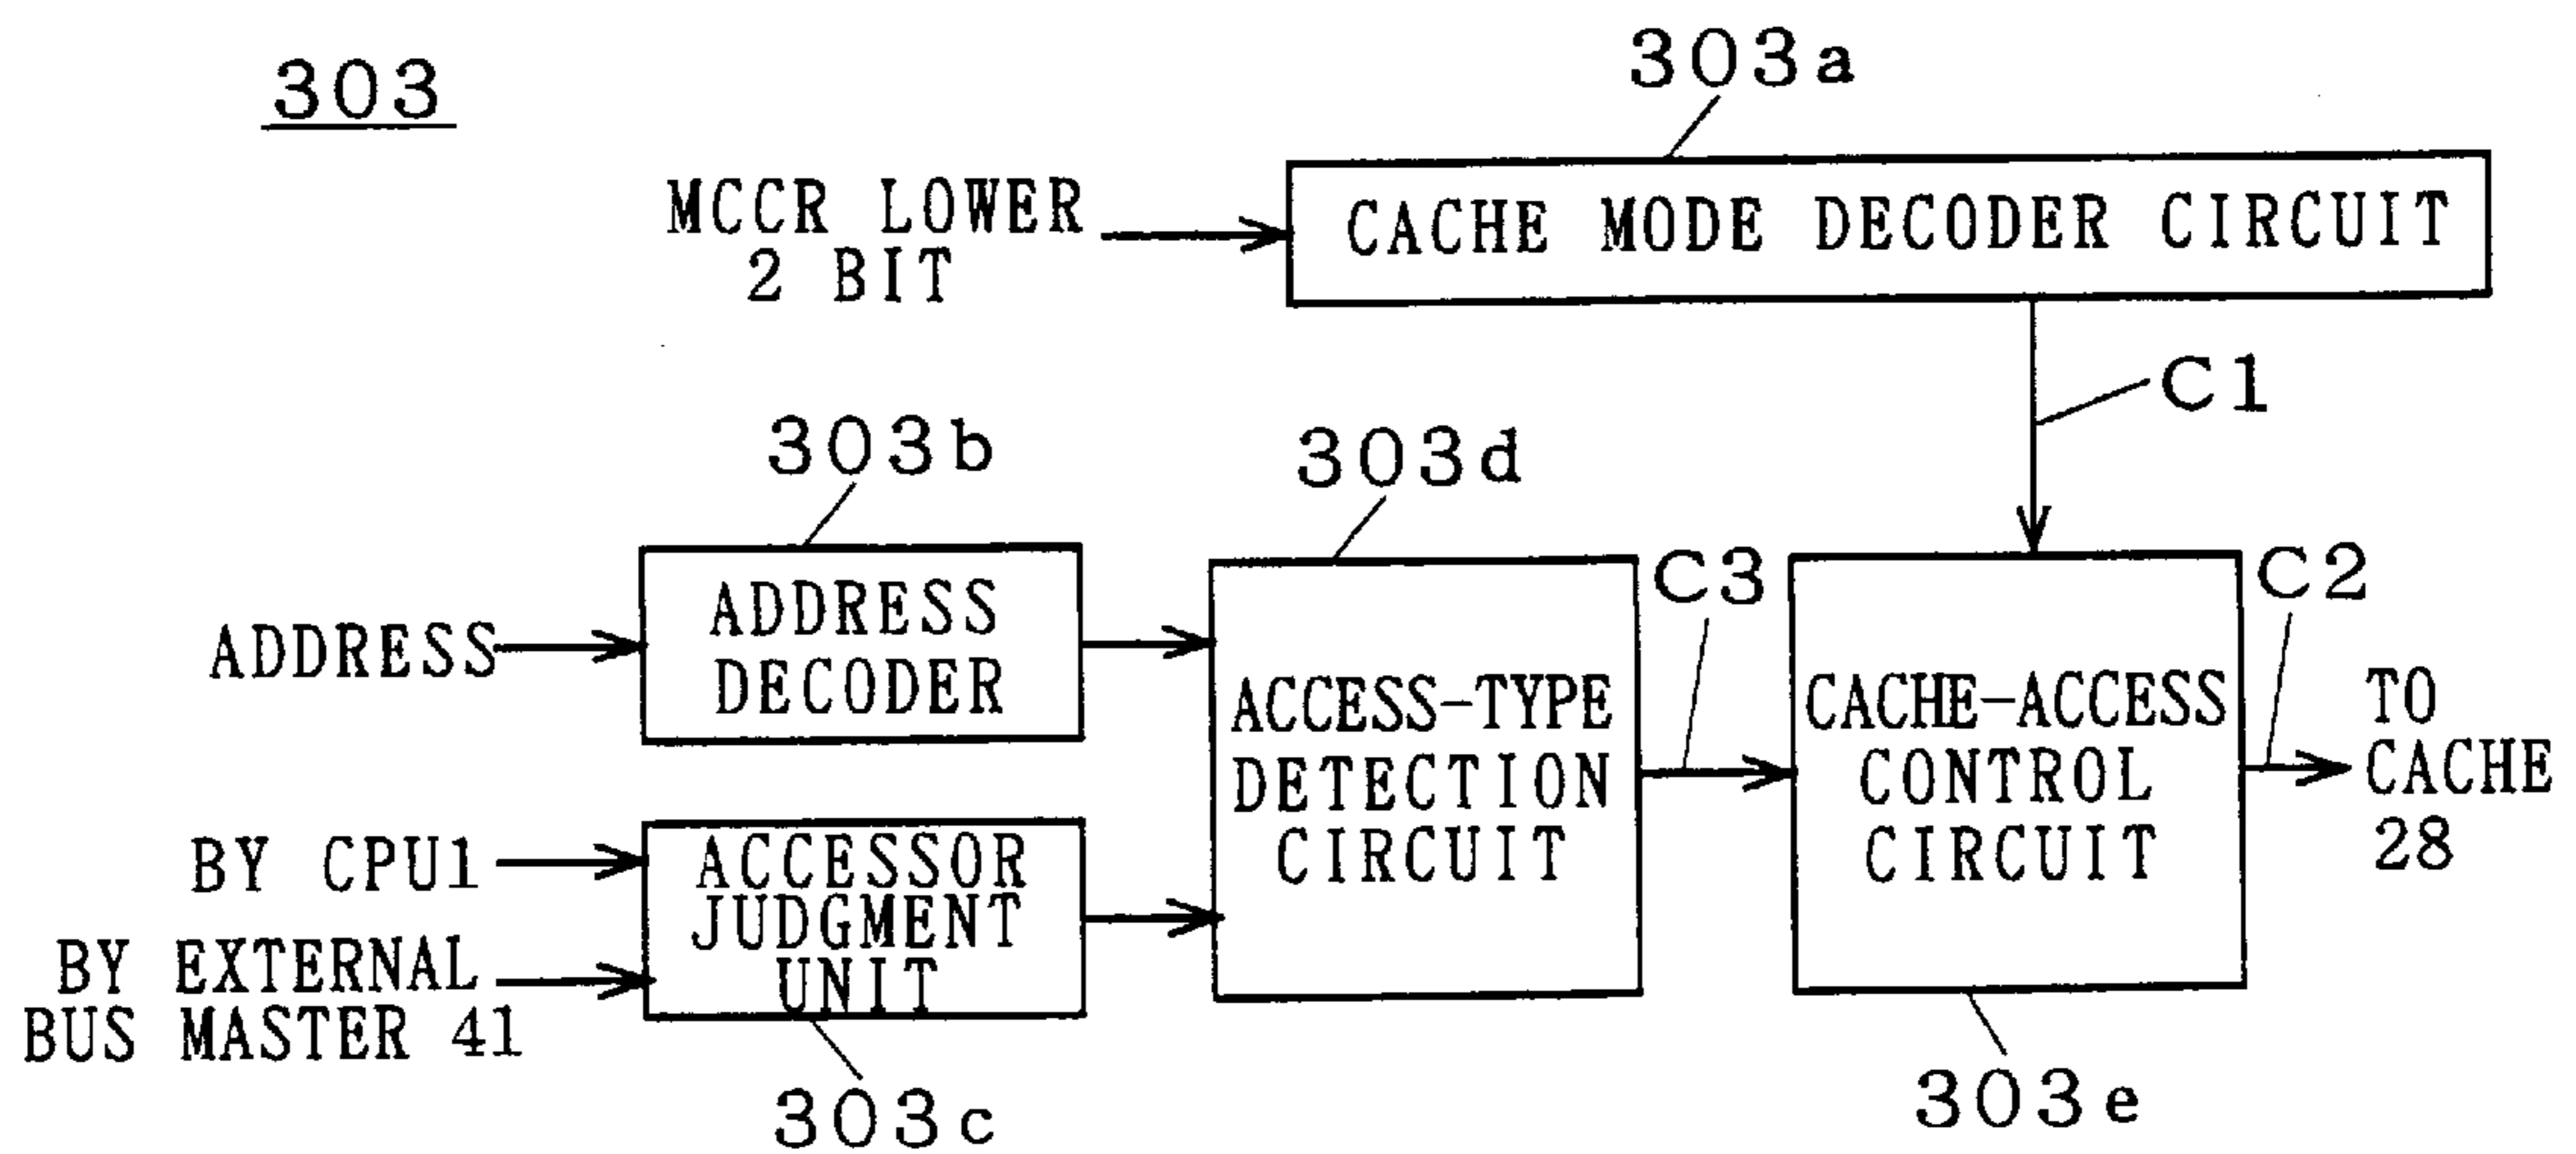 303
303a
MCCR LOWER
2 BIT
CACHE MODE DECODER CIRCUIT
C1
303b
303d
ADDRESS
ADDRESS
DECODER
C3
C2
ACCESS-TYPE
DETECTION
CIRCUIT
CACHE-ACCESS
CONTROL
CIRCUIT
TO
CACHE
28
BY CPU1
BY EXTERNAL
BUS MASTER 41
ACCESSOR
JUDGMENT
UNIT
303c
303e